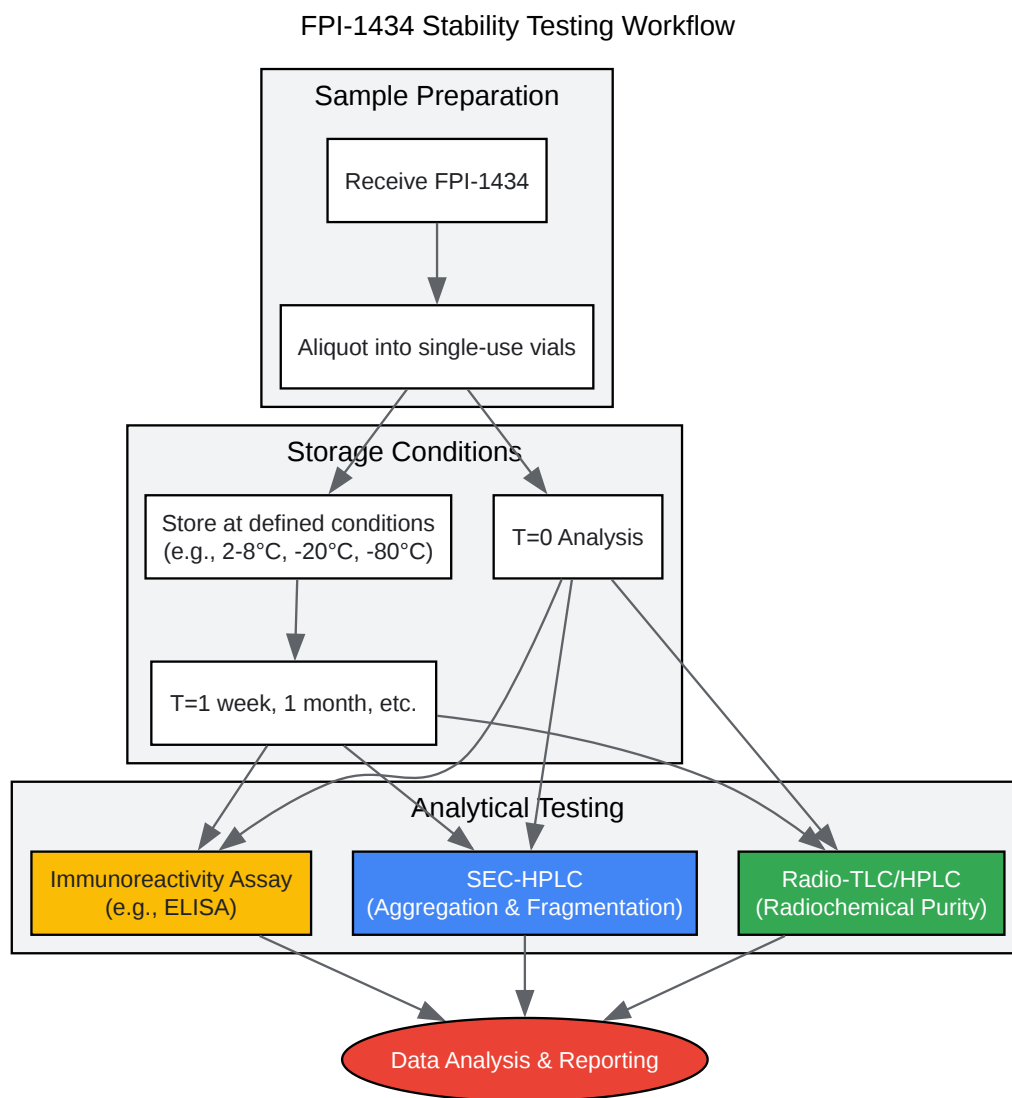 FPI-1434 Stability Testing Workflow
Sample Preparation
Receive FPI-1434
Aliquot into single-use vials
Storage Conditions
Store at defined conditions
(e.g., 2-8°C, -20°C, -80°C)
T=0 Analysis
T=1 week, 1 month, etc.
Analytical Testing
Immunoreactivity Assay
(e.g., ELISA)
SEC-HPLC
(Aggregation & Fragmentation)
Radio-TLC/HPLC
(Radiochemical Purity)
Data Analysis & Reporting